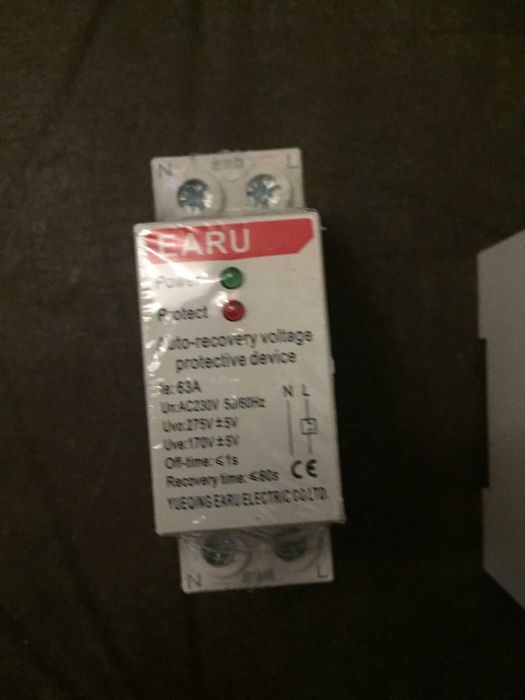 N L
EARU
Power
Protect
Auto-recovery voltage
protective device
Ie: 63A
N L
Un:AC230V 50/60Hz
Uvo:275V±5V
Uve:170V±5V
Off-time:⩽1s
Recovery time:⩽60s
CE
YUEQING EARU ELECTRIC CO.LTD.
N L